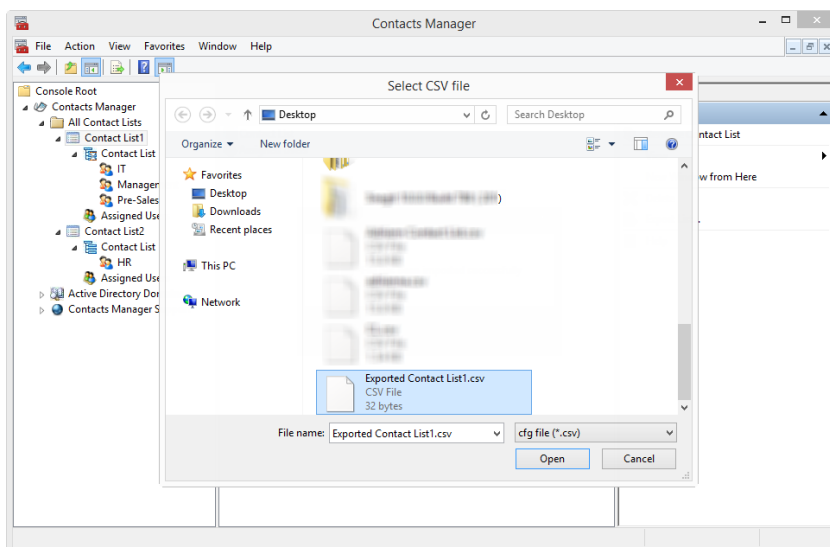 Contacts Manager
File Action View Favorites Window Help
Select CSV file
Desktop
Search Desktop
Organize
New folder
Favorites
Desktop
Downloads
Recent places
This PC
Network
)
Exported Contact List1.csv
CSV File
32 bytes
File name: Exported Contact List1.csv
cfg file (*.csv)
Open
Cancel
Console Root
Contacts Manager
All Contact Lists
Contact List1
Contact List
IT
Manager
Pre-Sales
Assigned Use
Contact List2
Contact List
HR
Assigned Use
Active Directory Dor
Contacts Manager S
ntact List
w from Here